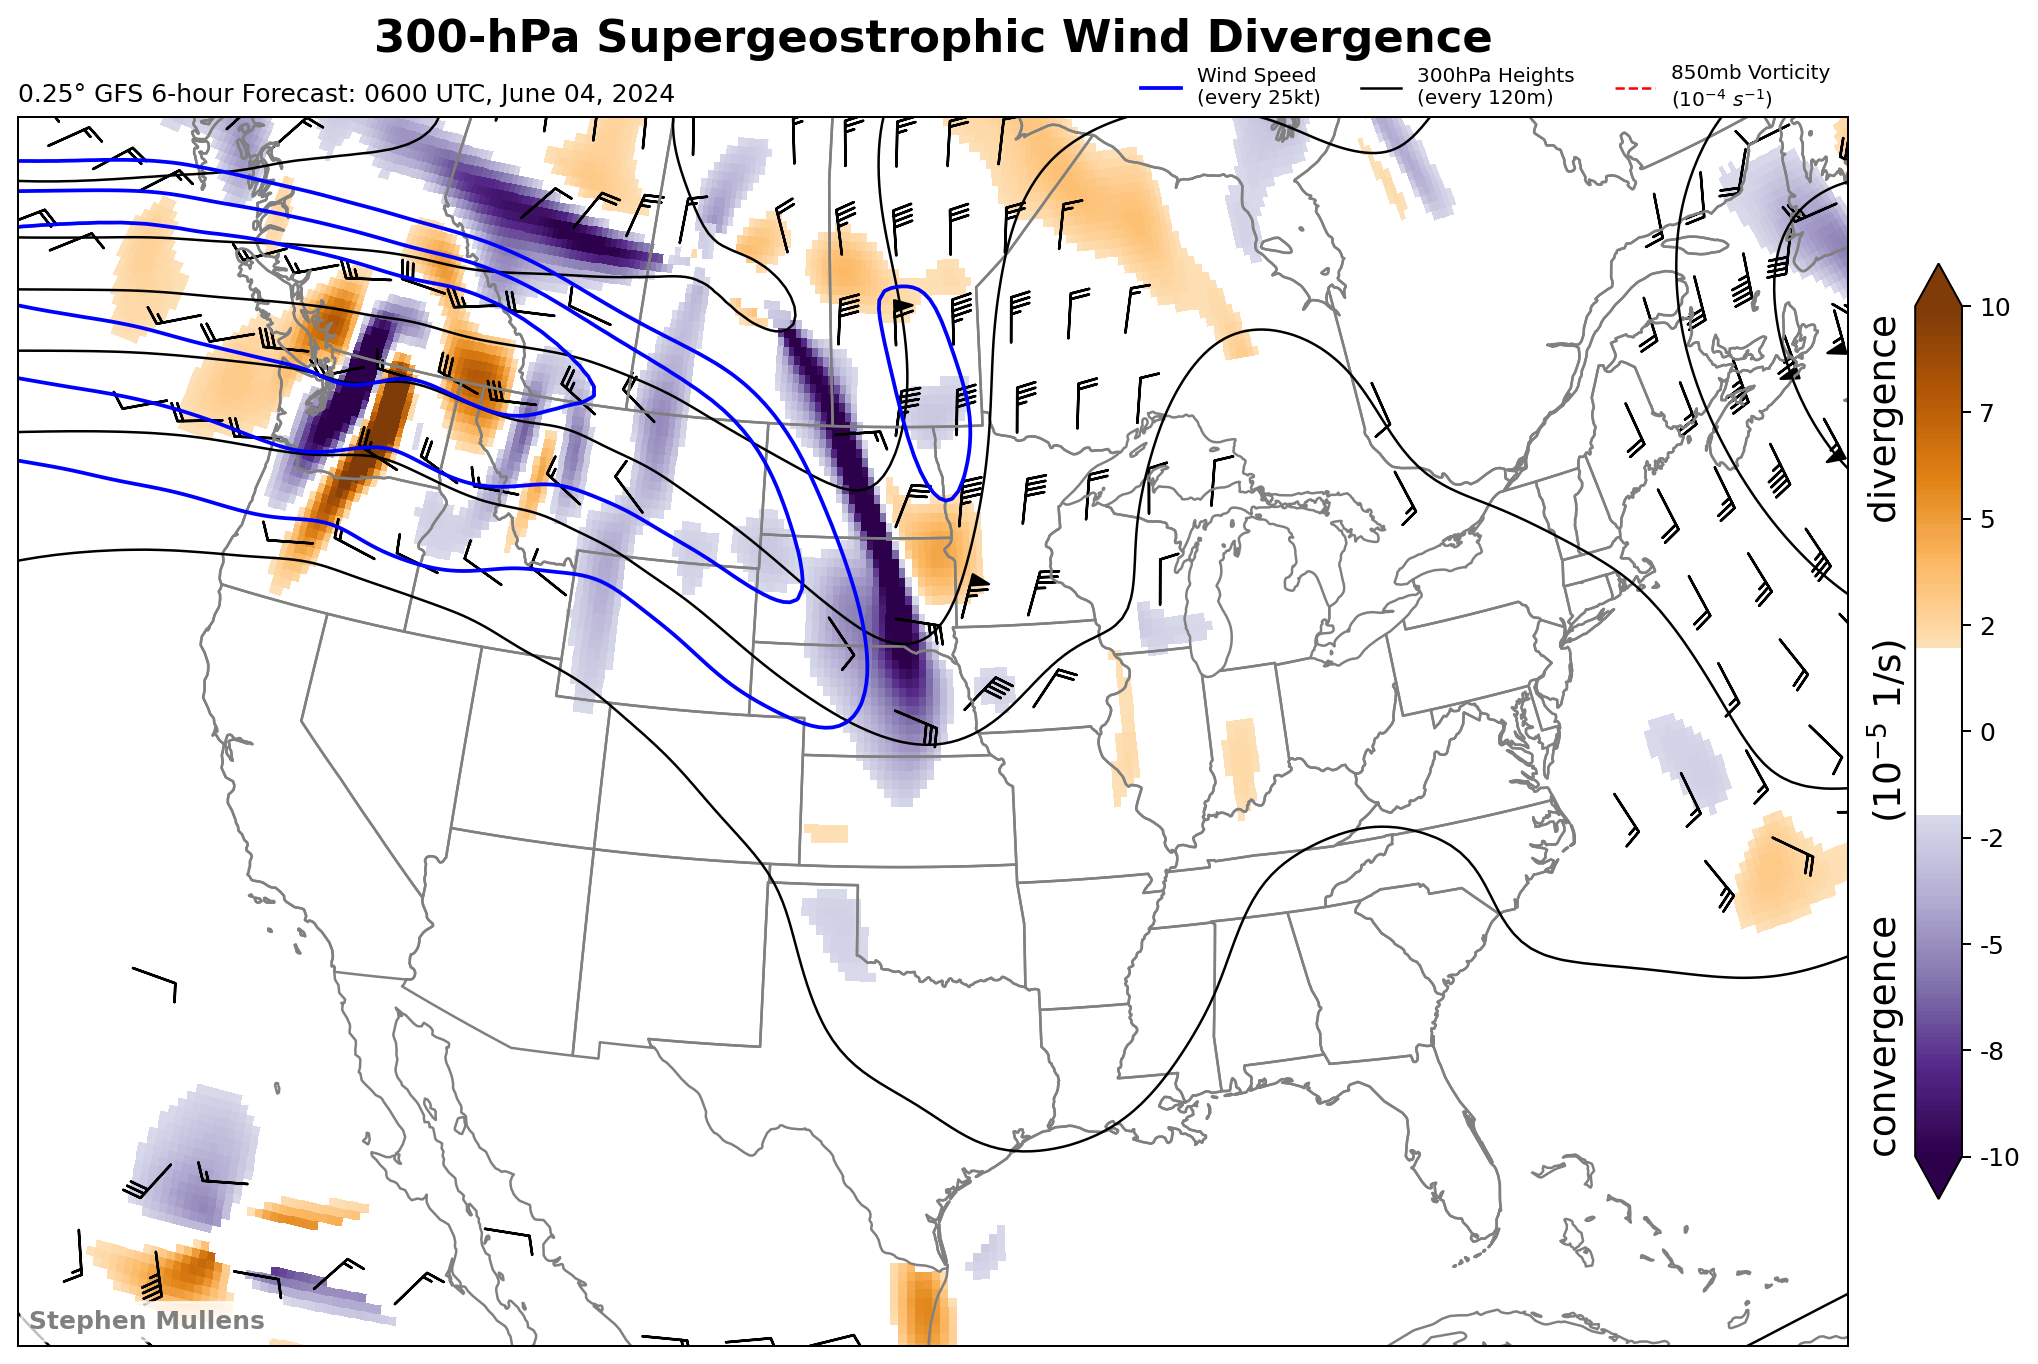 300-hPa Supergeostrophic Wind Divergence
0.25° GFS 6-hour Forecast: 0600 UTC, June 04, 2024
Wind Speed
(every 25kt)
300hPa Heights
(every 120m)
850mb Vorticity
(10⁻⁴ s⁻¹)
10
7
5
2
0
-2
-5
-8
-10
convergence (10⁻⁵ 1/s) divergence
Stephen Mullens